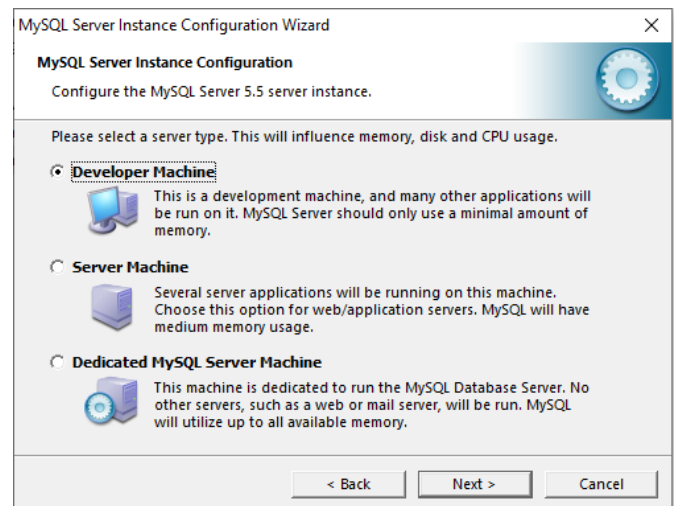 MySQL Server Instance Configuration Wizard
MySQL Server Instance Configuration
Configure the MySQL Server 5.5 server instance.
Please select a server type. This will influence memory, disk and CPU usage.
Developer Machine
This is a development machine, and many other applications will
be run on it. MySQL Server should only use a minimal amount of
memory.
Server Machine
Several server applications will be running on this machine.
Choose this option for web/application servers. MySQL will have
medium memory usage.
Dedicated MySQL Server Machine
This machine is dedicated to run the MySQL Database Server. No
other servers, such as a web or mail server, will be run. MySQL
will utilize up to all available memory.
< Back Next > Cancel